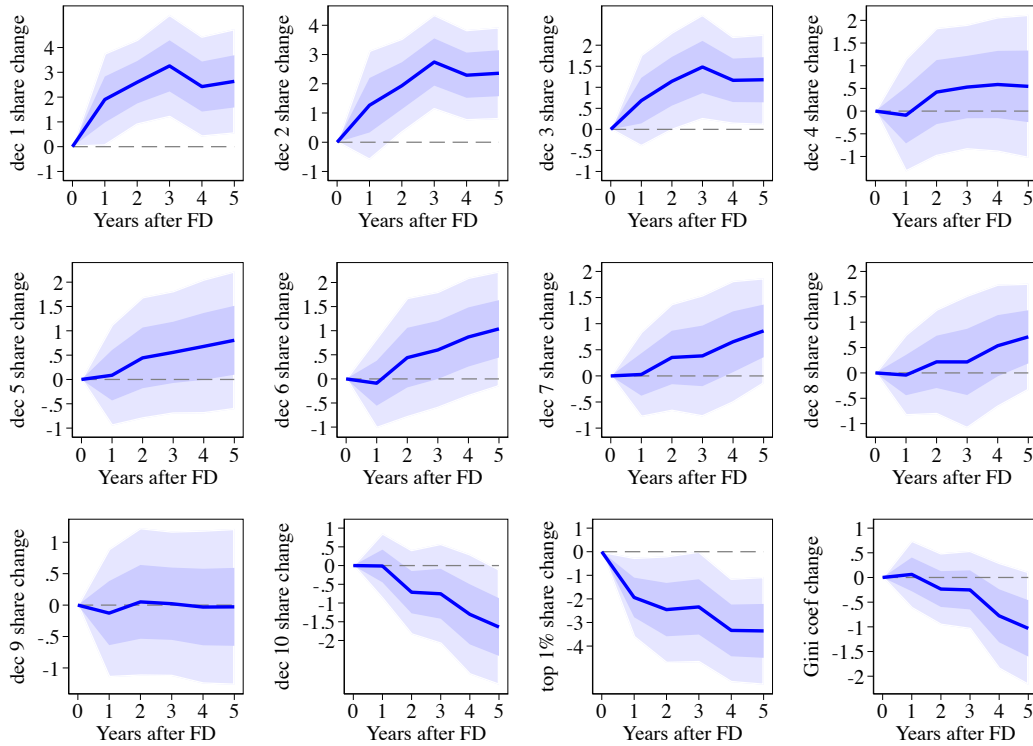 dec 1 share change
4
3
2
1
0
-1
0 1 2 3 4 5
Years after FD
dec 2 share change
4
3
2
1
0
-1
0 1 2 3 4 5
Years after FD
dec 3 share change
2
1.5
1
.5
0
-.5
-1
0 1 2 3 4 5
Years after FD
dec 4 share change
2
1.5
1
.5
0
-.5
-1
0 1 2 3 4 5
Years after FD
dec 5 share change
2
1.5
1
.5
0
-.5
-1
0 1 2 3 4 5
Years after FD
dec 6 share change
2
1.5
1
.5
0
-.5
-1
0 1 2 3 4 5
Years after FD
dec 7 share change
2
1.5
1
.5
0
-.5
-1
0 1 2 3 4 5
Years after FD
dec 8 share change
2
1.5
1
.5
0
-.5
-1
0 1 2 3 4 5
Years after FD
dec 9 share change
1
.5
0
-.5
-1
0 1 2 3 4 5
Years after FD
dec 10 share change
1
.5
0
-.5
-1
-1.5
-2
0 1 2 3 4 5
Years after FD
top 1% share change
1
0
-1
-2
-3
-4
0 1 2 3 4 5
Years after FD
Gini coef change
1
.5
0
-.5
-1
-1.5
-2
0 1 2 3 4 5
Years after FD